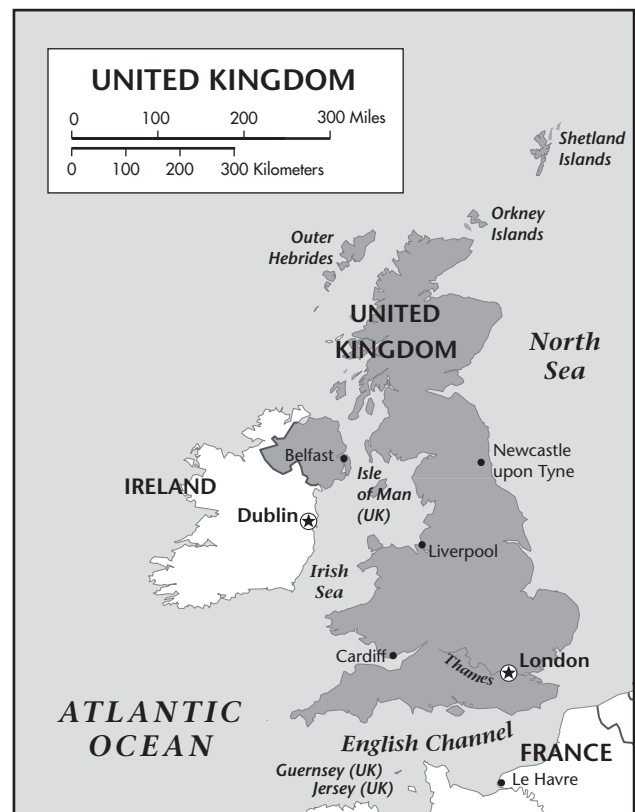 UNITED KINGDOM
0 100 200 300 Miles
0 100 200 300 Kilometers
Shetland
Islands
Orkney
Islands
Outer
Hebrides
UNITED
KINGDOM
North
Sea
Belfast
Newcastle
upon Tyne
Isle
of Man
(UK)
IRELAND
Dublin
Liverpool
Irish
Sea
Cardiff
Thames
London
ATLANTIC
OCEAN
English Channel
FRANCE
Guernsey (UK)
Jersey (UK)
Le Havre